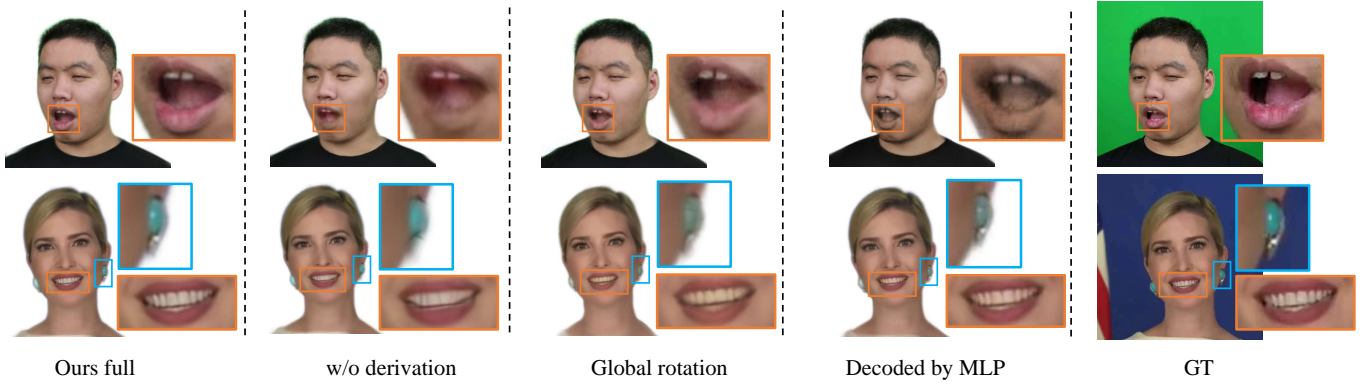 Ours full
w/o derivation
Global rotation
Decoded by MLP
GT